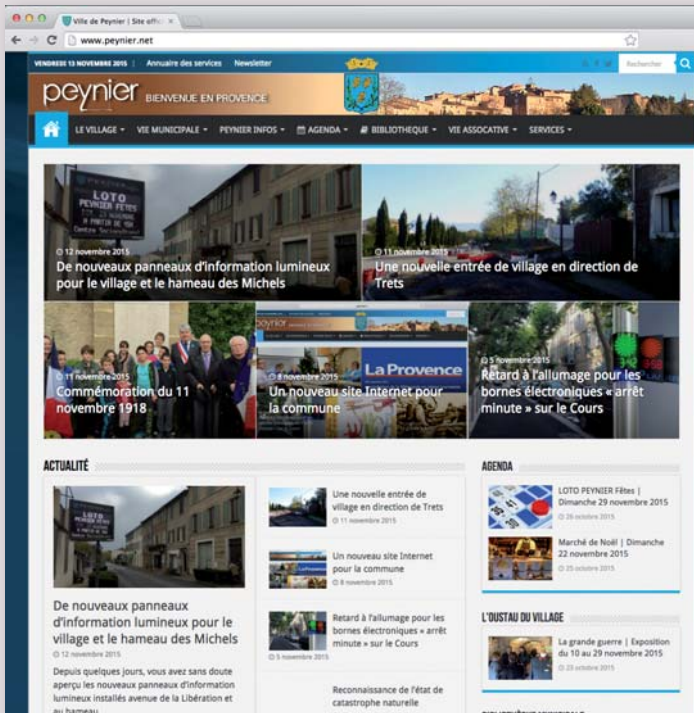 Ville de Peynier | Site offic
www.peynier.net
VENDREDI 13 NOVEMBRE 2015 | Annuaire des services Newsletter
Rechercher
peynier BIENVENUE EN PROVENCE
LE VILLAGE VIE MUNICIPALE PEYNIER INFOS AGENDA BIBLIOTHEQUE VIE ASSOCATIVE SERVICES
LOTO
PEYNIER FETES
A PARTIR DE
12 novembre 2015
De nouveaux panneaux d'information lumineux
pour le village et le hameau des Michels
11 novembre 2015
Une nouvelle entrée de village en direction de
Trets
11 novembre 2015
Commémoration du 11
novembre 1918
peynier
La Provence
8 novembre 2015
Un nouveau site Internet pour
la commune
5 novembre 2015
Retard à l'allumage pour les
bornes électroniques « arrêt
minute » sur le Cours
ACTUALITÉ
LOTO
De nouveaux panneaux
d'information lumineux pour le
village et le hameau des Michels
12 novembre 2015
Depuis quelques jours, vous avez sans doute
aperçu les nouveaux panneaux d'information
lumineux installés avenue de la Libération et
au hameau
Une nouvelle entrée de
village en direction de Trets
11 novembre 2015
Un nouveau site Internet
pour la commune
8 novembre 2015
Retard à l'allumage pour les
bornes électroniques « arrêt
minute » sur le Cours
5 novembre 2015
Reconnaissance de l'état de
catastrophe naturelle
AGENDA
LOTO PEYNIER Fêtes |
Dimanche 29 novembre 2015
26 octobre 2015
Marché de Noël | Dimanche
22 novembre 2015
25 octobre 2015
L'OUSTAU DU VILLAGE
La grande guerre | Exposition
du 10 au 29 novembre 2015
23 octobre 2015
BIBLIOTHÈQUE MUNICIPALE